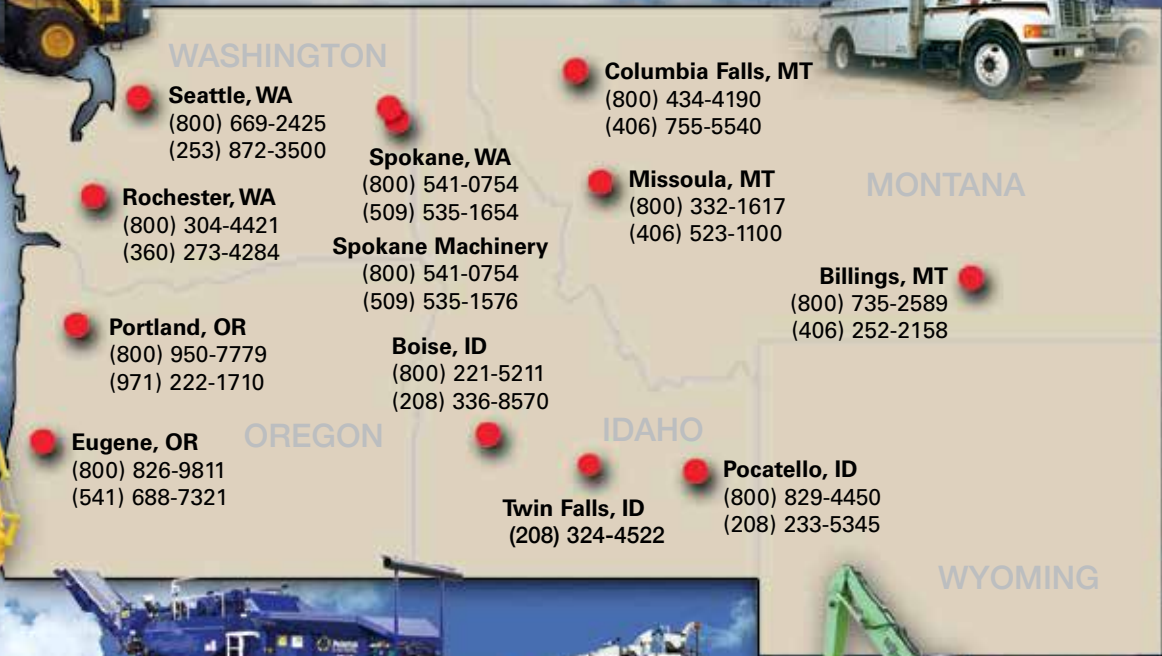 WASHINGTON
Seattle, WA
(800) 669-2425
(253) 872-3500
Spokane, WA
(800) 541-0754
(509) 535-1654
Spokane Machinery
(800) 541-0754
(509) 535-1576
Columbia Falls, MT
(800) 434-4190
(406) 755-5540
Missoula, MT
(800) 332-1617
(406) 523-1100
MONTANA
Rochester, WA
(800) 304-4421
(360) 273-4284
Billings, MT
(800) 735-2589
(406) 252-2158
Portland, OR
(800) 950-7779
(971) 222-1710
Boise, ID
(800) 221-5211
(208) 336-8570
Eugene, OR
(800) 826-9811
(541) 688-7321
OREGON
IDAHO
Twin Falls, ID
(208) 324-4522
Pocatello, ID
(800) 829-4450
(208) 233-5345
WYOMING